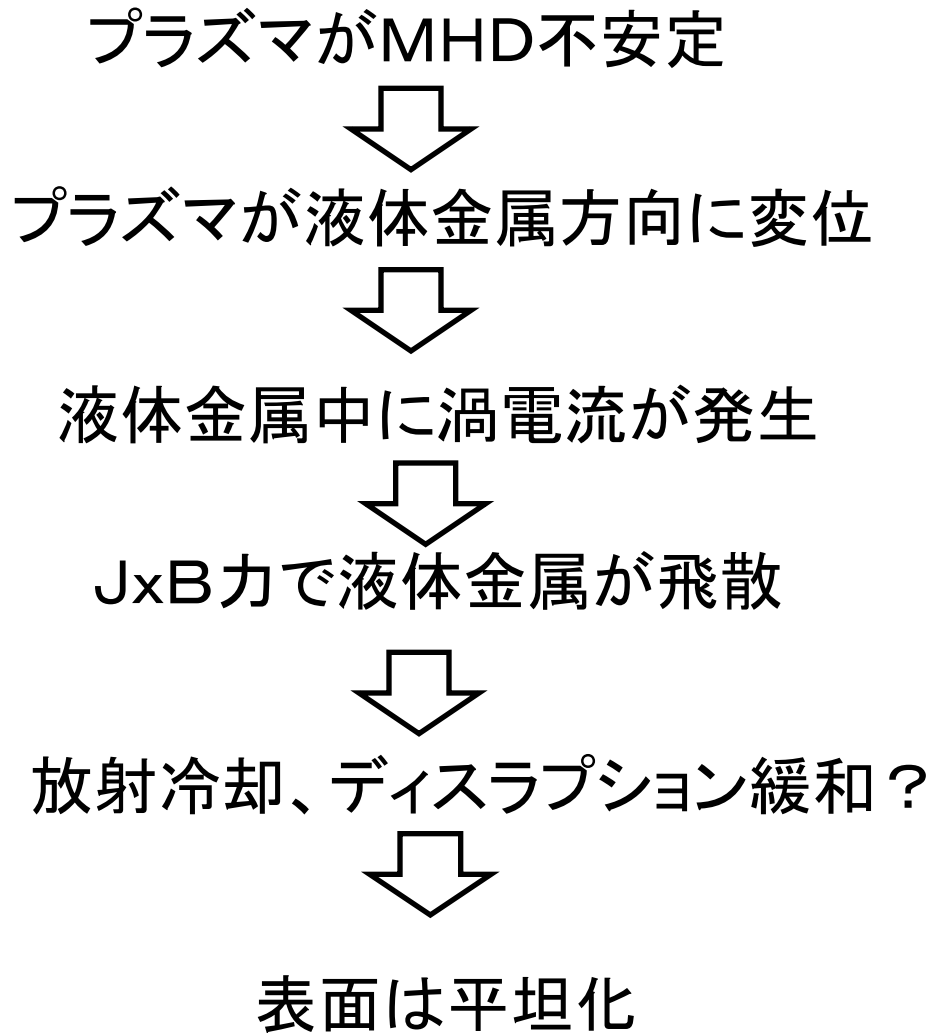 プラズマがＭＨＤ不安定
プラズマが液体金属方向に変位
液体金属中に渦電流が発生
ＪｘＢ力で液体金属が飛散
放射冷却、ディスラプション緩和？
表面は平坦化